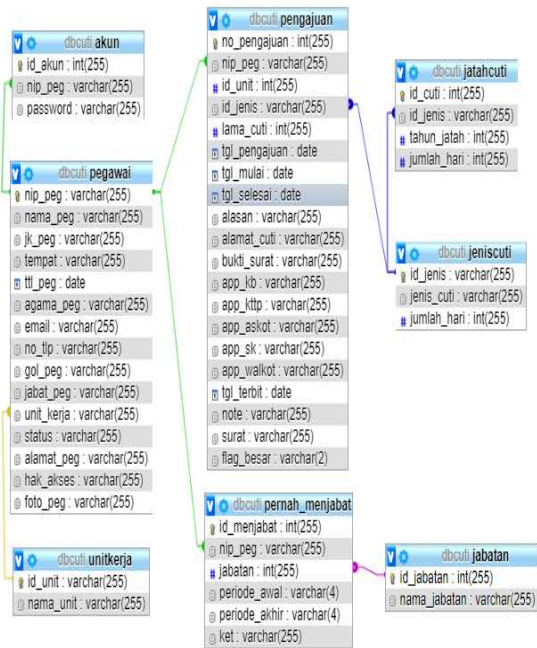 dbcuti akun
id_akun : int(255)
nip_peg : varchar(255)
password : varchar(255)
dbcuti pegawai
nip_peg : varchar(255)
nama_peg : varchar(255)
jk_peg : varchar(255)
tempat : varchar(255)
ttl_peg : date
agama_peg : varchar(255)
email : varchar(255)
no_tlp : varchar(255)
gol_peg : varchar(255)
jabat_peg : varchar(255)
unit_kerja : varchar(255)
status : varchar(255)
alamat_peg : varchar(255)
hak_akses : varchar(255)
foto_peg : varchar(255)
dbcuti unitkerja
id_unit : varchar(255)
nama_unit : varchar(255)
dbcuti pengajuan
no_pengajuan : int(255)
nip_peg : varchar(255)
# id_unit : int(255)
id_jenis : varchar(255)
# lama_cuti : int(255)
tgl_pengajuan : date
tgl_mulai : date
tgl_selesai : date
alasan : varchar(255)
alamat_cuti : varchar(255)
bukti_surat : varchar(255)
app_kb : varchar(255)
app_kttp : varchar(255)
app_askot : varchar(255)
app_sk : varchar(255)
app_walkot : varchar(255)
tgl_terbit : date
note : varchar(255)
surat : varchar(255)
flag_besar : varchar(2)
dbcuti pernah_menjabat
id_menjabat : int(255)
nip_peg : varchar(255)
# jabatan : int(255)
periode_awal : varchar(4)
periode_akhir : varchar(4)
ket : varchar(255)
dbcuti jatahcuti
id_cuti : int(255)
id_jenis : varchar(255)
# tahun_jatah : int(255)
# jumlah_hari : int(255)
dbcuti jeniscuti
id_jenis : varchar(255)
jenis_cuti : varchar(255)
# jumlah_hari : int(255)
dbcuti jabatan
id_jabatan : int(255)
nama_jabatan : varchar(255)